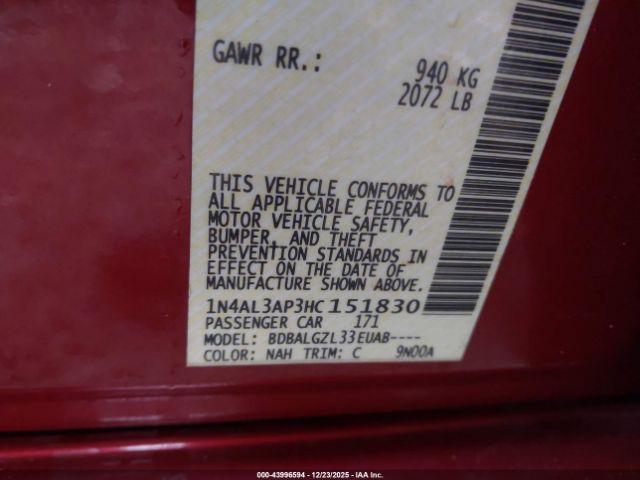 GAWR RR.: 940 KG
2072 LB
THIS VEHICLE CONFORMS TO
ALL APPLICABLE FEDERAL
MOTOR VEHICLE SAFETY,
BUMPER, AND THEFT
PREVENTION STANDARDS IN
EFFECT ON THE DATE OF
MANUFACTURE SHOWN ABOVE.
1N4AL3AP3HC151830
PASSENGER CAR 171
MODEL: BDBALGZL33EUAB----
COLOR: NAH TRIM: C 9N00A
000-43996594 • 12/23/2025 • IAA Inc.